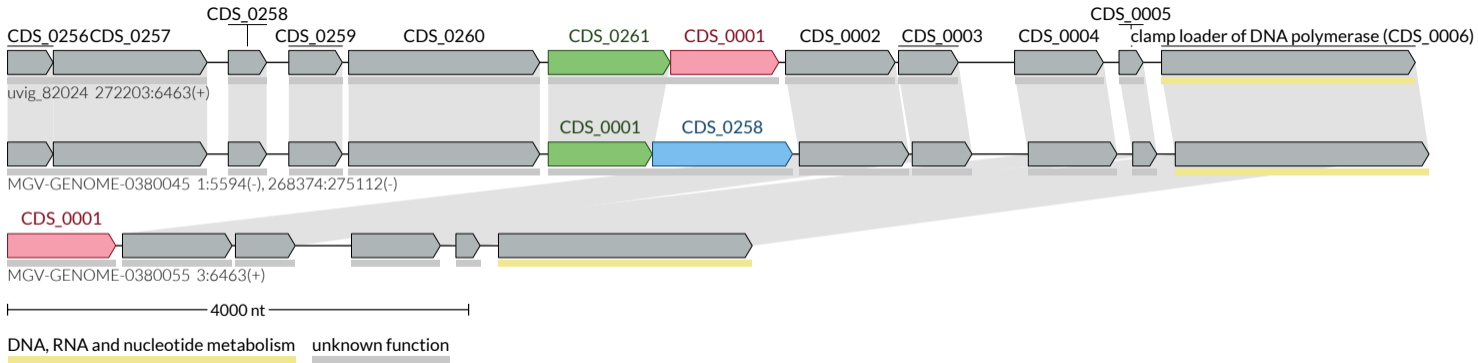 CDS_0258 CDS_0005
CDS_0256 CDS_0257 CDS_0259 CDS_0260 CDS_0261 CDS_0001 CDS_0002 CDS_0003 CDS_0004 clamp loader of DNA polymerase (CDS_0006)
uvig_82024 272203:6463(+)
CDS_0001 CDS_0258
MGV-GENOME-0380045 1:5594(-), 268374:275112(-)
CDS_0001
MGV-GENOME-0380055 3:6463(+)
4000 nt
DNA, RNA and nucleotide metabolism unknown function